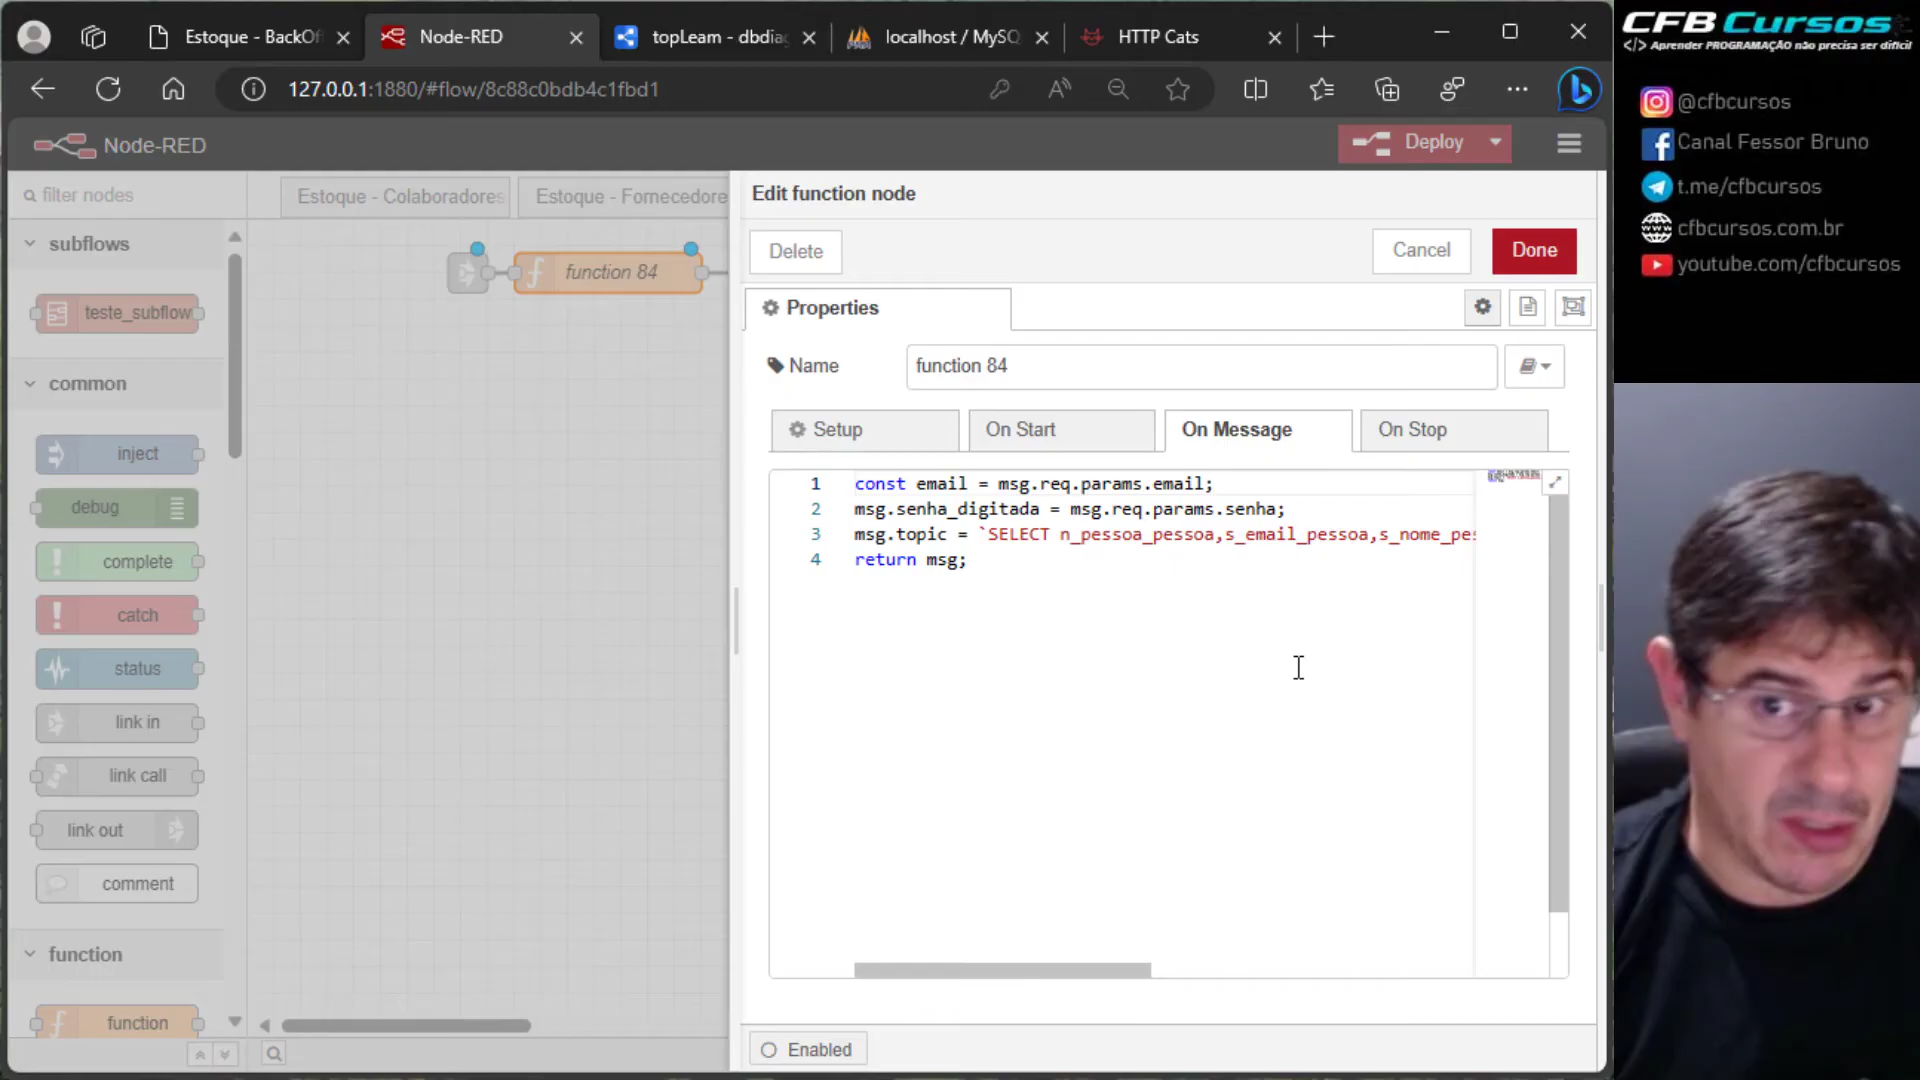 Estoque - BackOf
Node-RED
topLeam - dbdia
localhost / MySQ
HTTP Cats
127.0.0.1:1880/#flow/8c88c0bdb4c1fbd1
Node-RED
Deploy
filter nodes
Estoque - Colaboradores
Estoque - Fornecedore
subflows
teste_subflow
common
inject
debug
complete
catch
status
link in
link call
link out
comment
function
function
function 84
Edit function node
Delete
Cancel
Done
Properties
Name
function 84
Setup
On Start
On Message
On Stop
1 const email = msg.req.params.email;
2 msg.senha_digitada = msg.req.params.senha;
3 msg.topic = `SELECT n_pessoa_pessoa,s_email_pessoa,s_nome_pes
4 return msg;
Enabled
CFB Cursos
</> Aprender PROGRAMAÇÃO não precisa ser difícil
@cfbcursos
Canal Fessor Bruno
t.me/cfbcursos
cfbcursos.com.br
youtube.com/cfbcursos